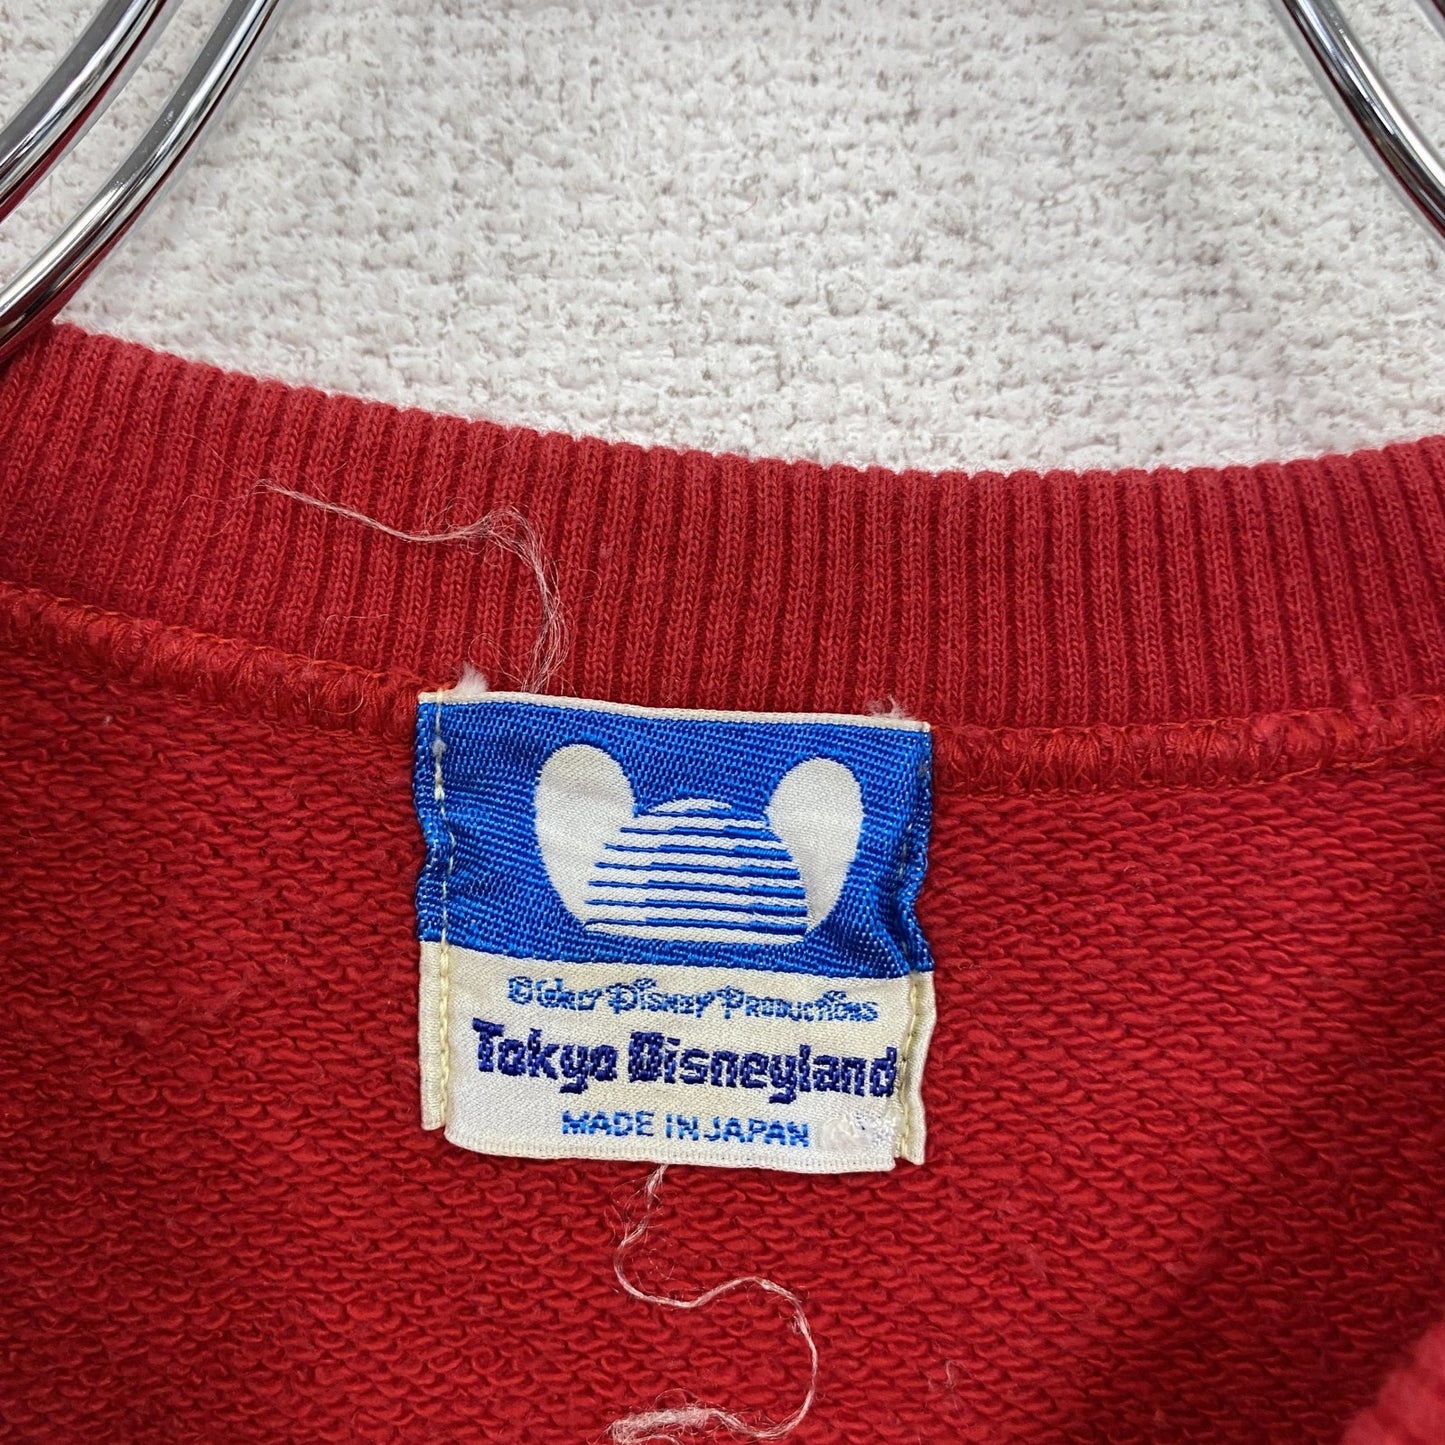 © Walt Disney Productions
Tokyo Disneyland
MADE IN JAPAN